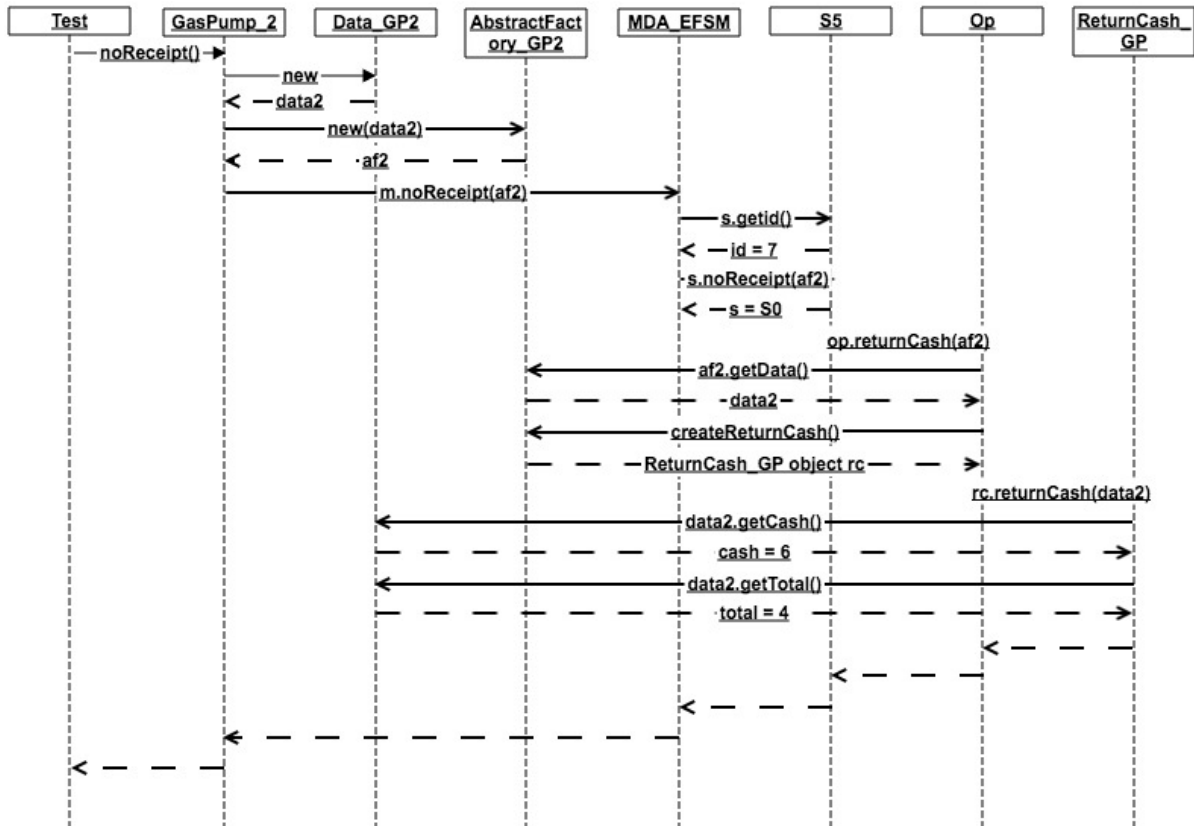 Test
GasPump_2
Data_GP2
AbstractFact
ory_GP2
MDA_EFSM
S5
Op
ReturnCash_
GP
noReceipt()
new
data2
new(data2)
af2
m.noReceipt(af2)
s.getid()
id = 7
s.noReceipt(af2)
s = S0
op.returnCash(af2)
af2.getData()
data2
createReturnCash()
ReturnCash_GP object rc
rc.returnCash(data2)
data2.getCash()
cash = 6
data2.getTotal()
total = 4